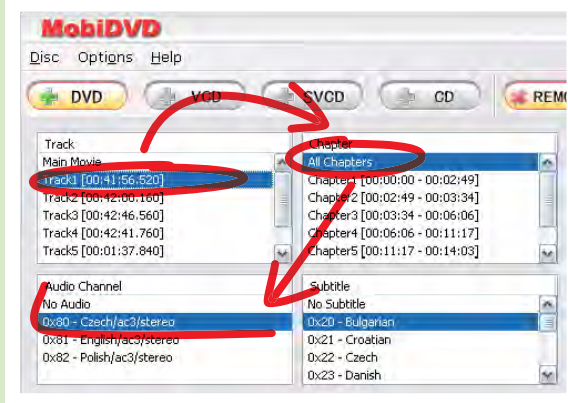 MobiDVD
Disc Options Help
DVD VCD SVCD CD REMO
Track
Main Movie
Track1 [00:41:56.520]
Track2 [00:42:00.160]
Track3 [00:42:46.560]
Track4 [00:42:41.760]
Track5 [00:01:37.840]
Chapter
All Chapters
Chapter1 [00:00:00 - 00:02:49]
Chapter2 [00:02:49 - 00:03:34]
Chapter3 [00:03:34 - 00:06:06]
Chapter4 [00:06:06 - 00:11:17]
Chapter5 [00:11:17 - 00:14:03]
Audio Channel
No Audio
0x80 - Czech/ac3/stereo
0x81 - English/ac3/stereo
0x82 - Polish/ac3/stereo
Subtitle
No Subtitle
0x20 - Bulgarian
0x21 - Croatian
0x22 - Czech
0x23 - Danish